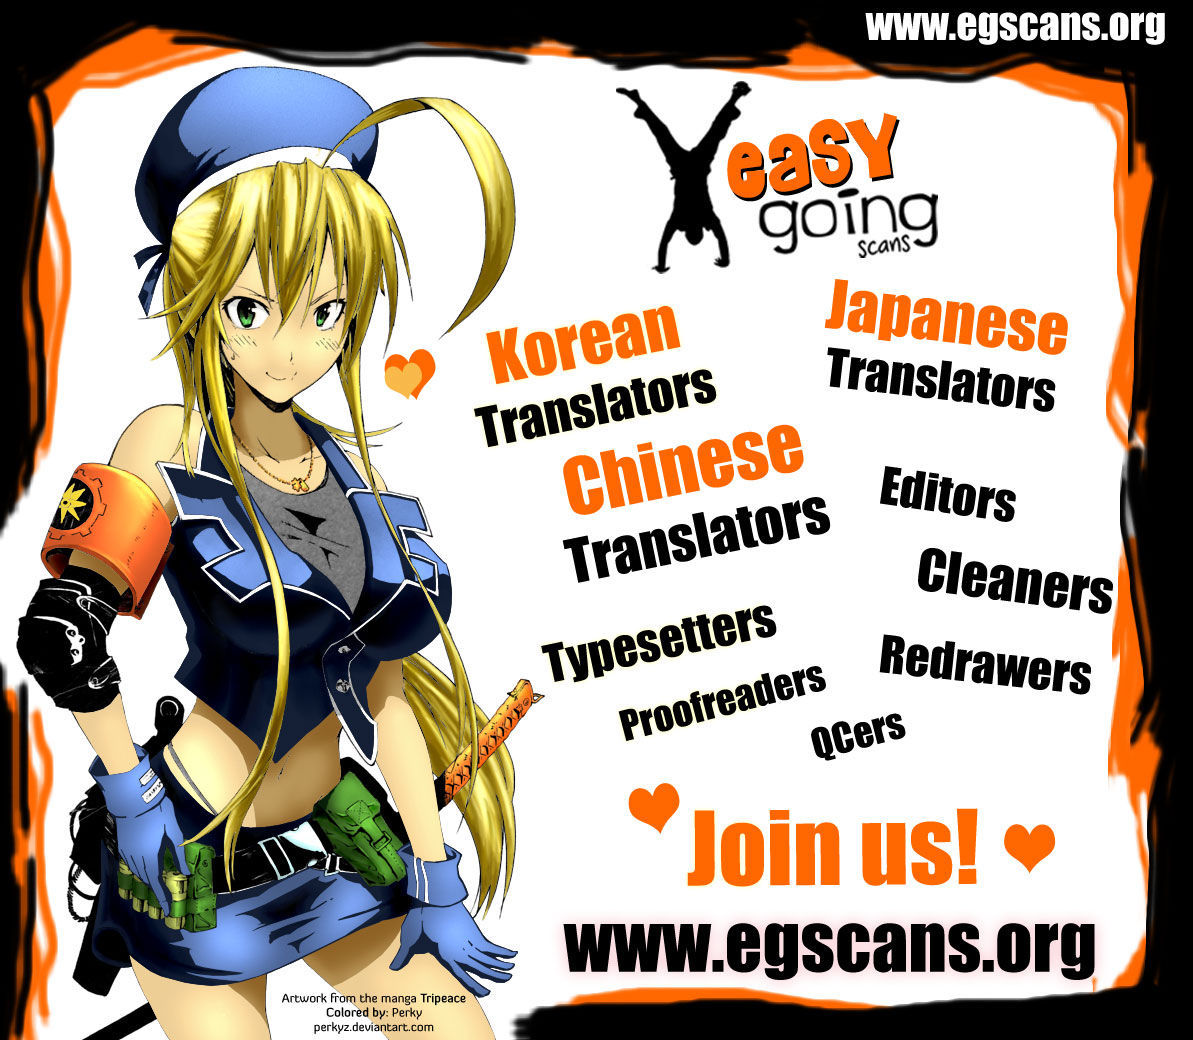 www.egscans.org
easy
going
scans
Korean
Translators
Japanese
Translators
Chinese
Translators
Editors
Cleaners
Typesetters
Redrawers
Proofreaders
QCers
Join us!
www.egscans.org
Artwork from the manga Tripeace
Colored by: Perky
perkyz.deviantart.com